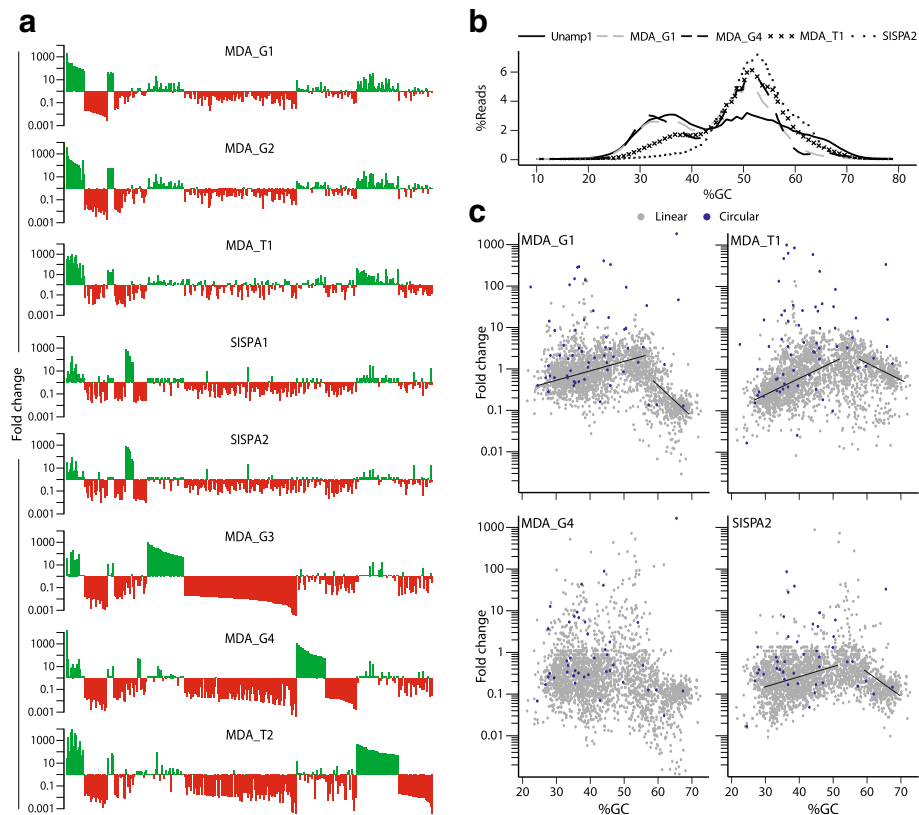 a
Fold change
MDA_G1
1000
10
0.1
0.001
MDA_G2
1000
10
0.1
0.001
MDA_T1
1000
10
0.1
0.001
SISPA1
1000
10
0.1
0.001
SISPA2
1000
10
0.1
0.001
MDA_G3
1000
10
0.1
0.001
MDA_G4
1000
10
0.1
0.001
MDA_T2
1000
10
0.1
0.001
b
Unamp1 MDA_G1 MDA_G4 MDA_T1 SISPA2
%Reads
6
4
2
0
10 20 30 40 50 60 70 80
%GC
c
Linear Circular
MDA_G1 MDA_T1
Fold change
1000
100
10
1
0.1
0.01
MDA_G4 SISPA2
Fold change
1000
100
10
1
0.1
0.01
20 30 40 50 60 70 20 30 40 50 60 70
%GC %GC